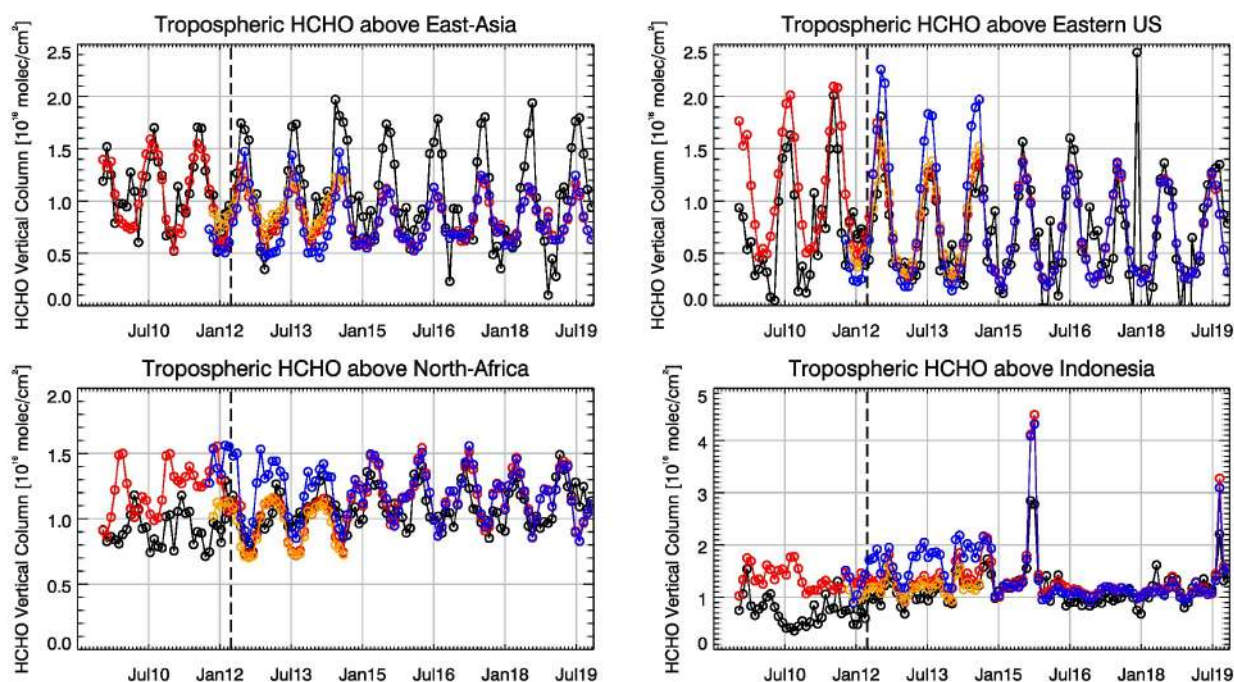 Tropospheric HCHO above East-Asia
HCHO Vertical Column [10¹⁶ molec/cm²]
2.5
2.0
1.5
1.0
0.5
0.0
Jul10 Jan12 Jul13 Jan15 Jul16 Jan18 Jul19
Tropospheric HCHO above Eastern US
HCHO Vertical Column [10¹⁶ molec/cm²]
2.5
2.0
1.5
1.0
0.5
0.0
Jul10 Jan12 Jul13 Jan15 Jul16 Jan18 Jul19
Tropospheric HCHO above North-Africa
HCHO Vertical Column [10¹⁶ molec/cm²]
2.0
1.5
1.0
0.5
0.0
Jul10 Jan12 Jul13 Jan15 Jul16 Jan18 Jul19
Tropospheric HCHO above Indonesia
HCHO Vertical Column [10¹⁶ molec/cm²]
5
4
3
2
1
0
Jul10 Jan12 Jul13 Jan15 Jul16 Jan18 Jul19